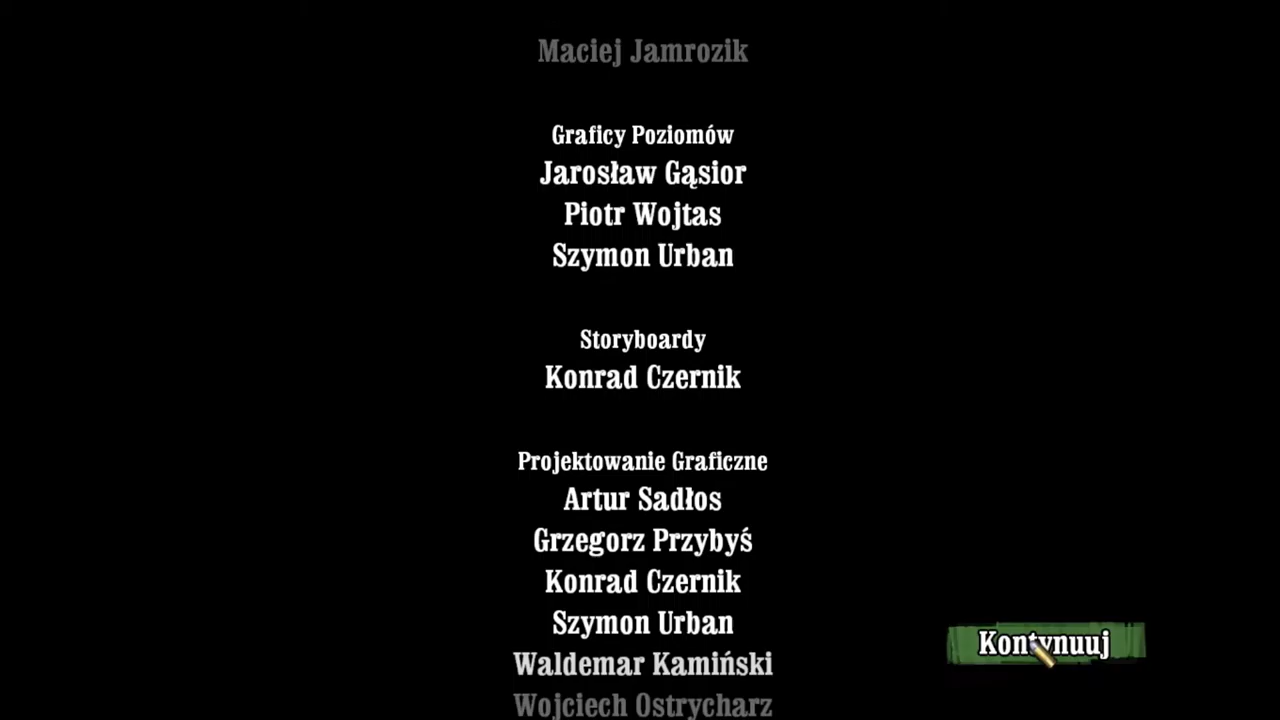 Maciej Jamrozik
Graficy Poziomów
Jarosław Gąsior
Piotr Wojtas
Szymon Urban
Storyboardy
Konrad Czernik
Projektowanie Graficzne
Artur Sadłos
Grzegorz Przybyś
Konrad Czernik
Szymon Urban
Waldemar Kamiński
Kontynuuj
Wojciech Ostrycharz